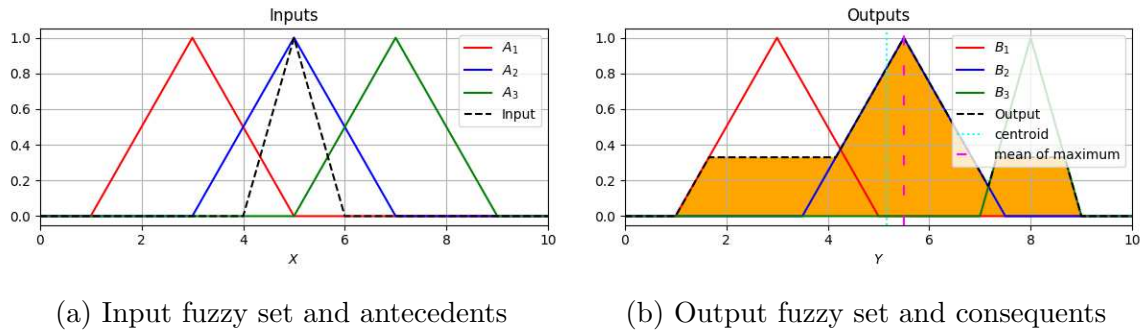 Inputs
1.0
0.8
0.6
0.4
0.2
0.0
0 2 4 6 8 10
X
A1
A2
A3
Input
(a) Input fuzzy set and antecedents
Outputs
1.0
0.8
0.6
0.4
0.2
0.0
0 2 4 6 8 10
Y
B1
B2
B3
Output
centroid
mean of maximum
(b) Output fuzzy set and consequents